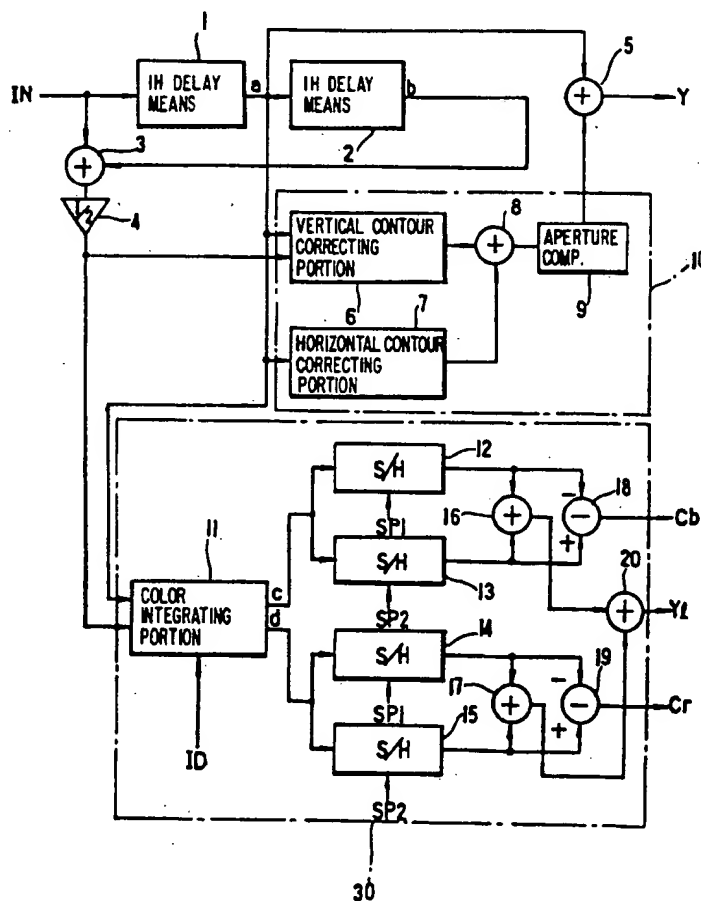 1
IH DELAY
MEANS
a
IH DELAY
MEANS
b
2
5
IN
Y
3
4
8
VERTICAL CONTOUR
CORRECTING
PORTION
6
APERTURE
COMP.
9
10
7
HORIZONTAL CONTOUR
CORRECTING
PORTION
12
S/H
SP1
16
18
Cb
11
COLOR
INTEGRATING
PORTION
c
d
S/H
13
SP2
20
Yℓ
14
S/H
SP1
17
19
Cr
S/H
15
ID
SP2
30